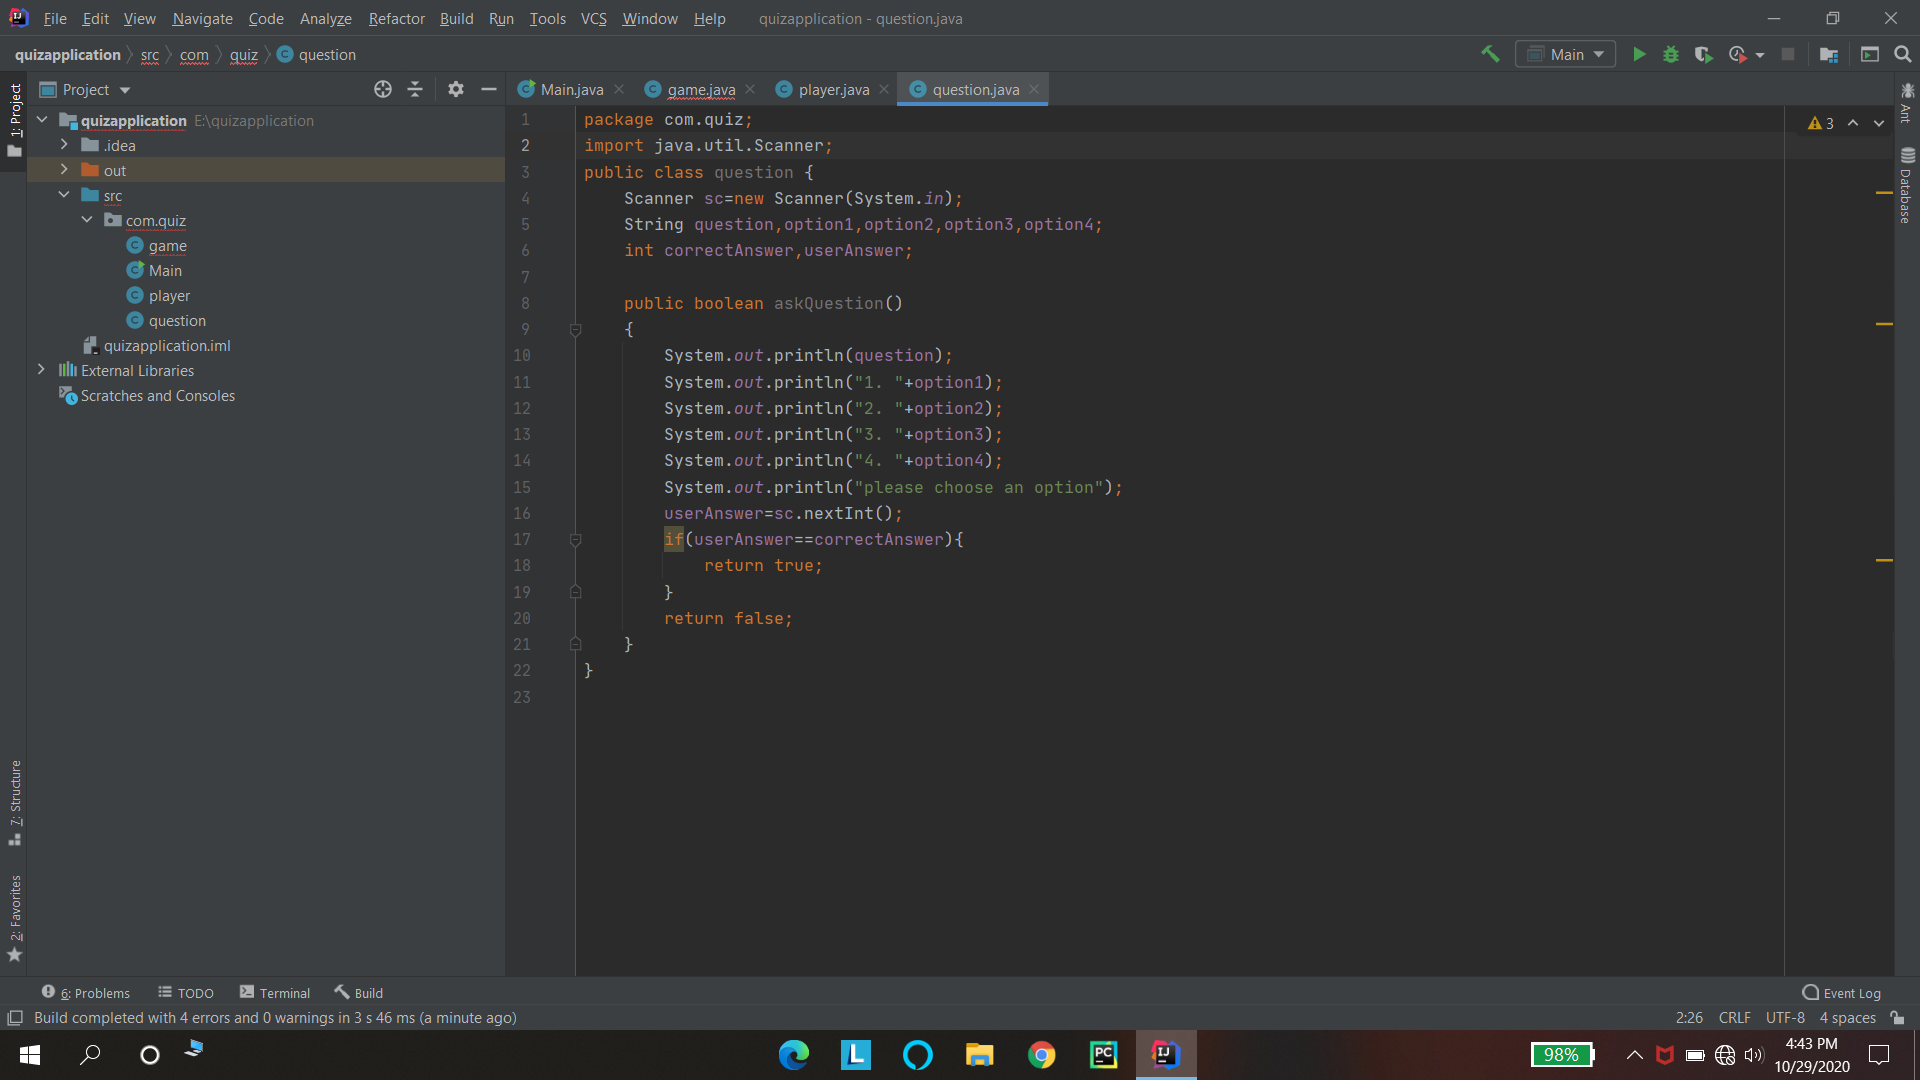 File Edit View Navigate Code Analyze Refactor Build Run Tools VCS Window Help quizapplication - question.java
quizapplication src com quiz question
Main
1: Project
Project
Main.java game.java player.java question.java
quizapplication E:\quizapplication
.idea
out
src
com.quiz
game
Main
player
question
quizapplication.iml
External Libraries
Scratches and Consoles
1 package com.quiz;
2 import java.util.Scanner;
3 public class question {
4 Scanner sc=new Scanner(System.in);
5 String question,option1,option2,option3,option4;
6 int correctAnswer,userAnswer;
7
8 public boolean askQuestion()
9 {
10 System.out.println(question);
11 System.out.println("1. "+option1);
12 System.out.println("2. "+option2);
13 System.out.println("3. "+option3);
14 System.out.println("4. "+option4);
15 System.out.println("please choose an option");
16 userAnswer=sc.nextInt();
17 if(userAnswer==correctAnswer){
18 return true;
19 }
20 return false;
21 }
22 }
23
3
Ant
Database
7: Structure
2: Favorites
6: Problems TODO Terminal Build Event Log
Build completed with 4 errors and 0 warnings in 3 s 46 ms (a minute ago) 2:26 CRLF UTF-8 4 spaces
98%
4:43 PM
10/29/2020